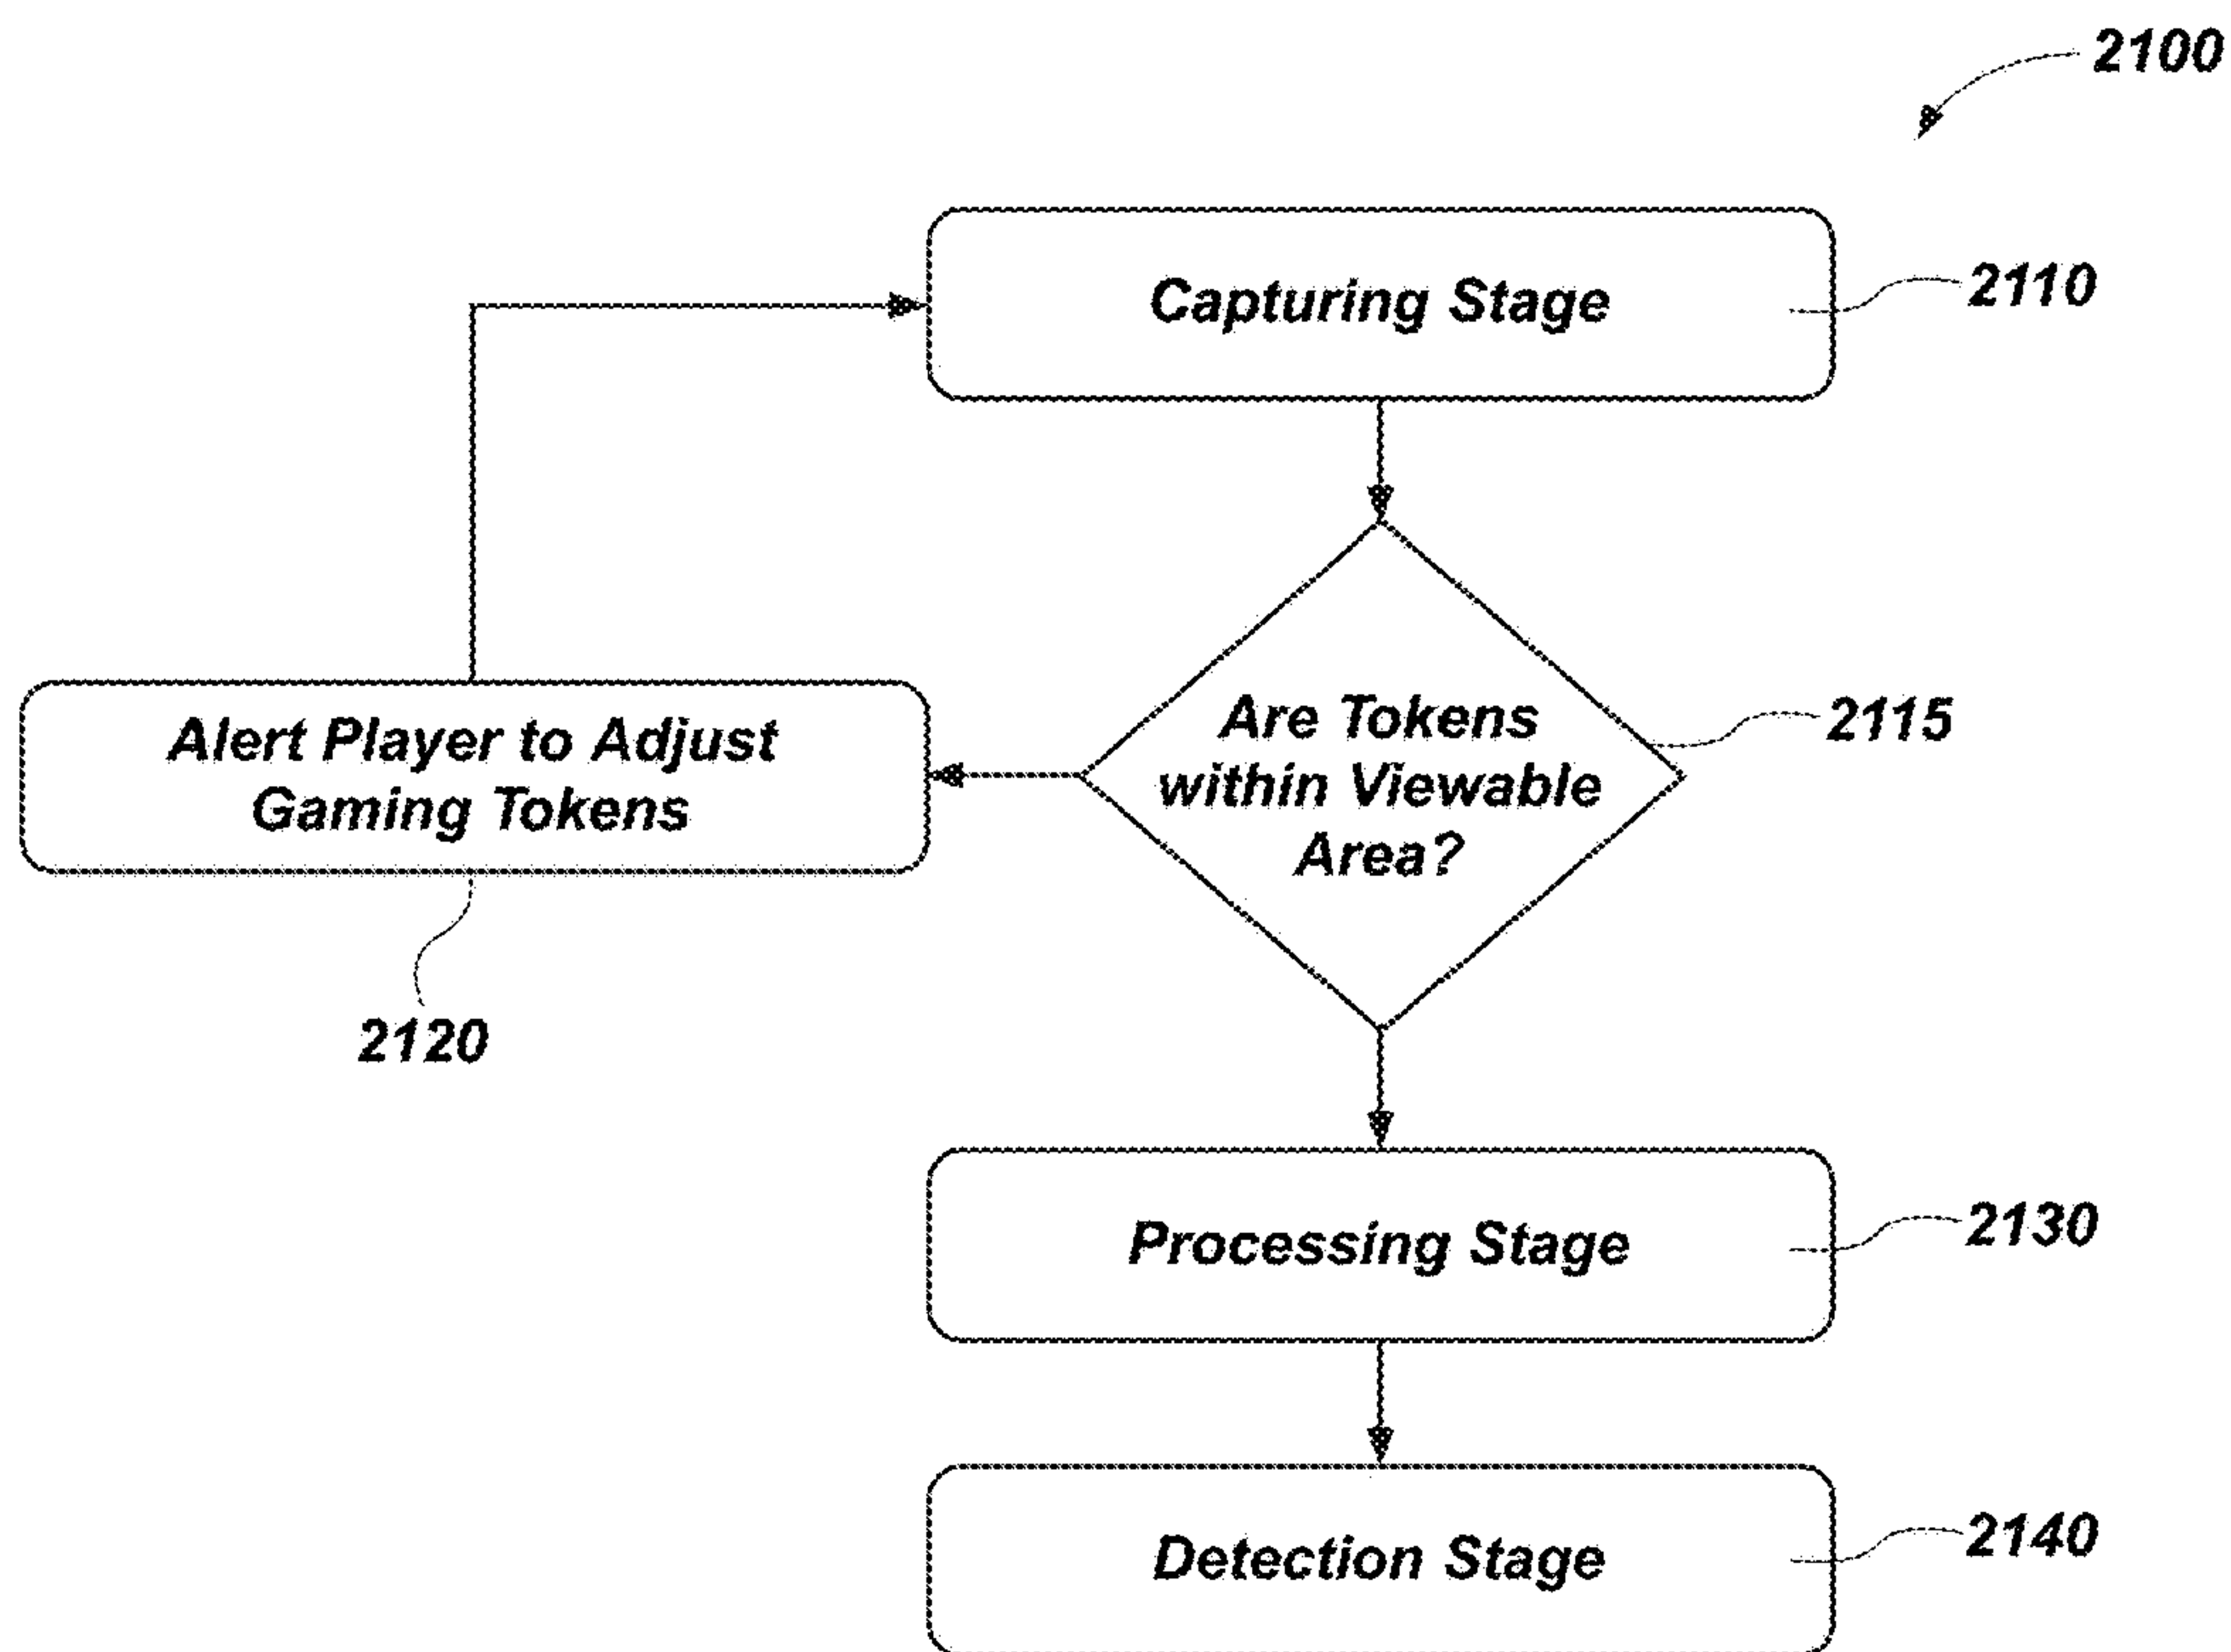 2100
Capturing Stage
2110
Are Tokens
within Viewable
Area?
2115
Alert Player to Adjust
Gaming Tokens
2120
Processing Stage
2130
Detection Stage
2140